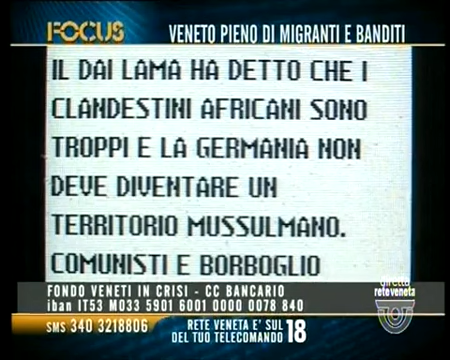 FOCUS
VENETO PIENO DI MIGRANTI E BANDITI
IL DAI LAMA HA DETTO CHE I
CLANDESTINI AFRICANI SONO
TROPPI E LA GERMANIA NON
DEVE DIVENTARE UN
TERRITORIO MUSSULMANO.
COMUNISTI E BORBOGLIO
FONDO VENETI IN CRISI - CC BANCARIO
iban IT53 M033 5901 6001 0000 0078 840
diretta
reteveneta
SMS 340 3218806
RETE VENETA E' SUL
DEL TUO TELECOMANDO 18